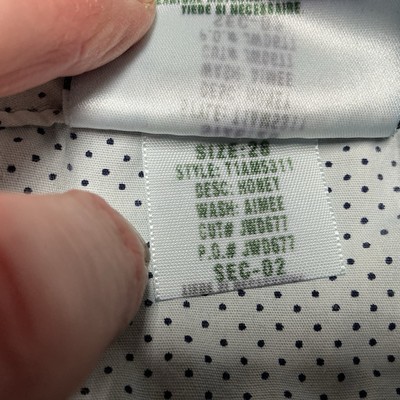 TIEDE SI NECESSAIRE
SIZE:28
STYLE: T1AM5311
DESC: HONEY
WASH: AIMEE
CUT# JWD677
P.O.# JWD677
SEC-02